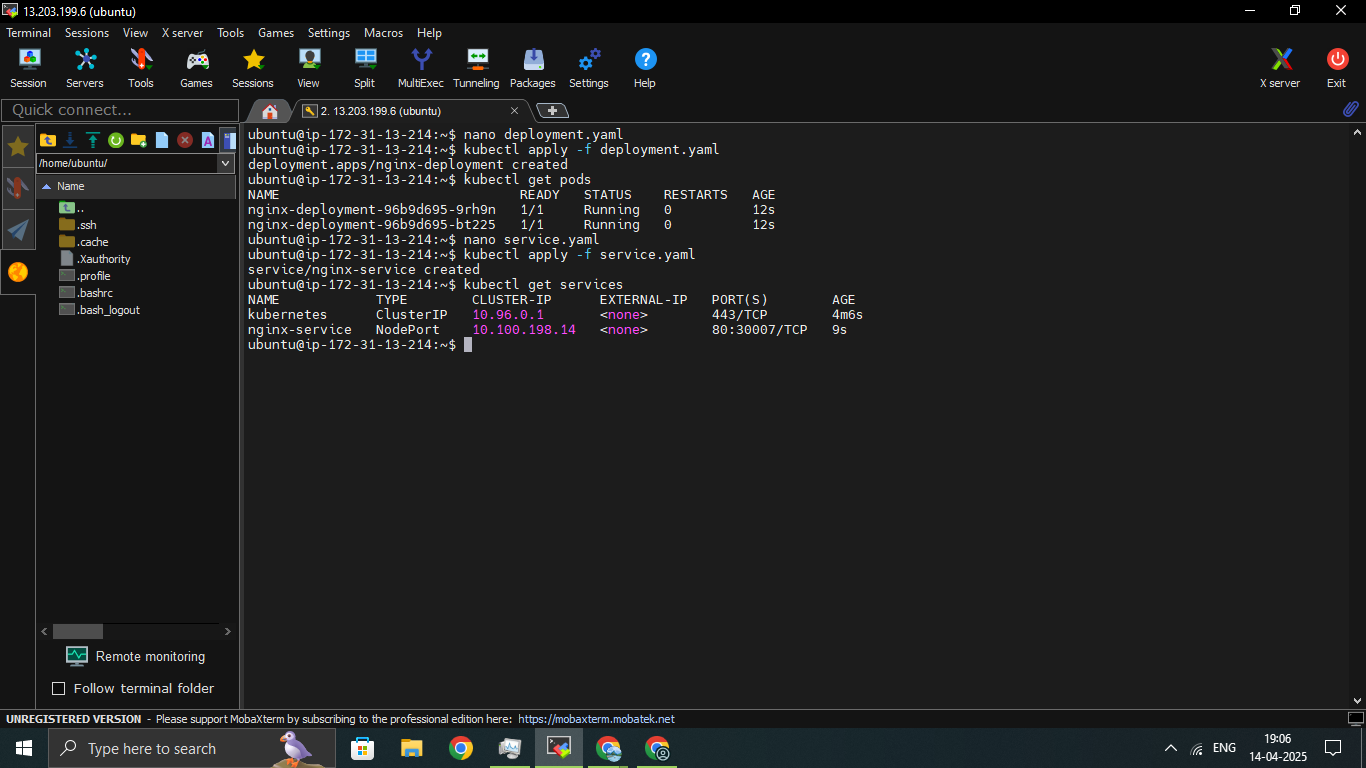 13.203.199.6 (ubuntu)
Terminal Sessions View X server Tools Games Settings Macros Help
Session Servers Tools Games Sessions View Split MultiExec Tunneling Packages Settings Help X server Exit
Quick connect...
2. 13.203.199.6 (ubuntu)
/home/ubuntu/
Name
..
.ssh
.cache
.Xauthority
.profile
.bashrc
.bash_logout
Remote monitoring
Follow terminal folder
ubuntu@ip-172-31-13-214:~$ nano deployment.yaml
ubuntu@ip-172-31-13-214:~$ kubectl apply -f deployment.yaml
deployment.apps/nginx-deployment created
ubuntu@ip-172-31-13-214:~$ kubectl get pods
NAME READY STATUS RESTARTS AGE
nginx-deployment-96b9d695-9rh9n 1/1 Running 0 12s
nginx-deployment-96b9d695-bt225 1/1 Running 0 12s
ubuntu@ip-172-31-13-214:~$ nano service.yaml
ubuntu@ip-172-31-13-214:~$ kubectl apply -f service.yaml
service/nginx-service created
ubuntu@ip-172-31-13-214:~$ kubectl get services
NAME TYPE CLUSTER-IP EXTERNAL-IP PORT(S) AGE
kubernetes ClusterIP 10.96.0.1 <none> 443/TCP 4m6s
nginx-service NodePort 10.100.198.14 <none> 80:30007/TCP 9s
ubuntu@ip-172-31-13-214:~$
UNREGISTERED VERSION - Please support MobaXterm by subscribing to the professional edition here: https://mobaxterm.mobatek.net
Type here to search
ENG
19:06
14-04-2025